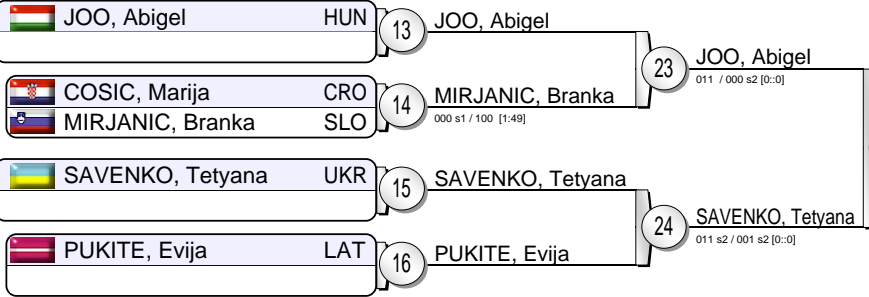 JOO, Abigel HUN
13
JOO, Abigel
COSIC, Marija CRO
MIRJANIC, Branka SLO
14
MIRJANIC, Branka
000 s1 / 100 [1:49]
23
JOO, Abigel
011 / 000 s2 [0::0]
SAVENKO, Tetyana UKR
15
SAVENKO, Tetyana
PUKITE, Evija LAT
16
PUKITE, Evija
24
SAVENKO, Tetyana
011 s2 / 001 s2 [0::0]